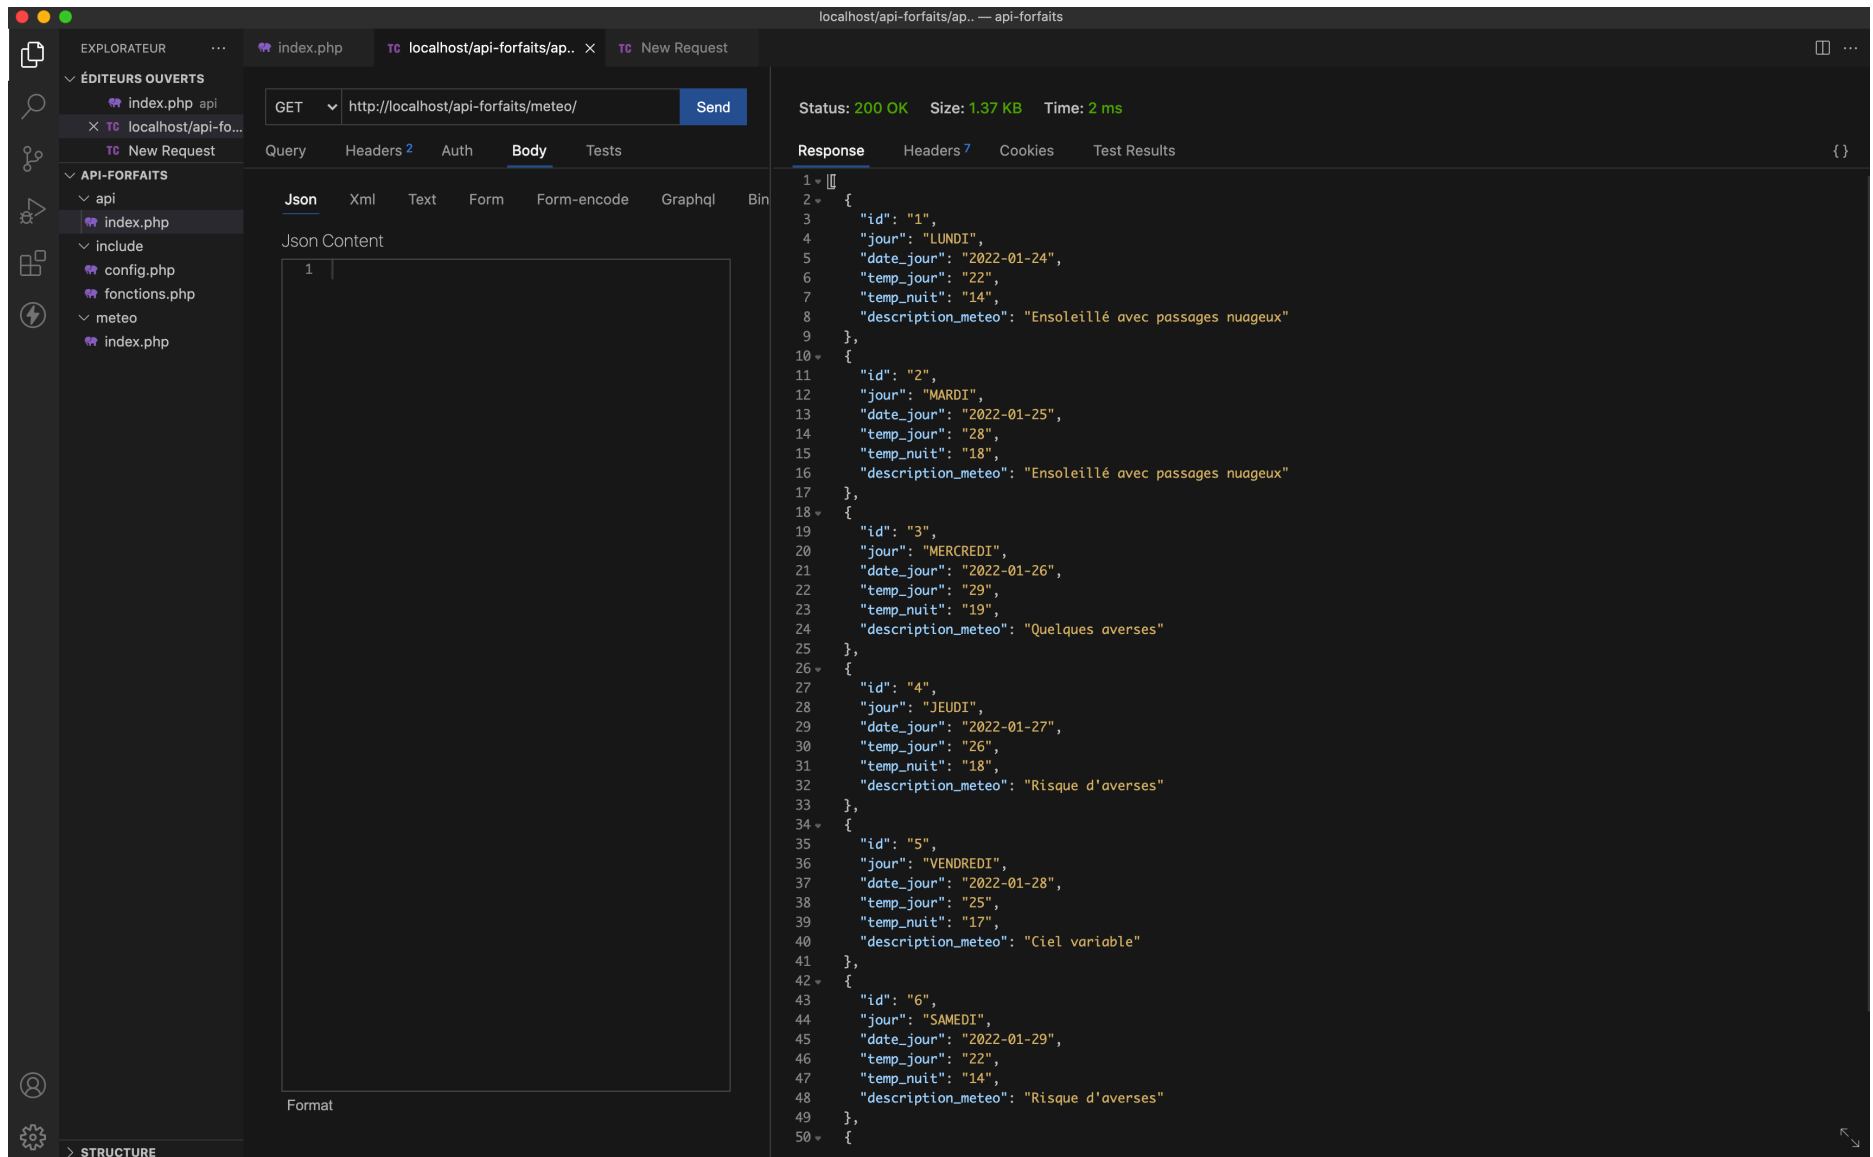 localhost/api-forfaits/ap.. — api-forfaits
EXPLORATEUR ···
index.php
TC localhost/api-forfaits/ap.. ×
TC New Request
ÉDITEURS OUVERTS
index.php api
× TC localhost/api-fo...
TC New Request
API-FORFAITS
api
index.php
include
config.php
fonctions.php
meteo
index.php
STRUCTURE
GET http://localhost/api-forfaits/meteo/ Send
Query Headers 2 Auth Body Tests
Json Xml Text Form Form-encode Graphql Bin
Json Content
1
Format
Status: 200 OK Size: 1.37 KB Time: 2 ms
Response Headers 7 Cookies Test Results { }
1 [
2 {
3 "id": "1",
4 "jour": "LUNDI",
5 "date_jour": "2022-01-24",
6 "temp_jour": "22",
7 "temp_nuit": "14",
8 "description_meteo": "Ensoleillé avec passages nuageux"
9 },
10 {
11 "id": "2",
12 "jour": "MARDI",
13 "date_jour": "2022-01-25",
14 "temp_jour": "28",
15 "temp_nuit": "18",
16 "description_meteo": "Ensoleillé avec passages nuageux"
17 },
18 {
19 "id": "3",
20 "jour": "MERCREDI",
21 "date_jour": "2022-01-26",
22 "temp_jour": "29",
23 "temp_nuit": "19",
24 "description_meteo": "Quelques averses"
25 },
26 {
27 "id": "4",
28 "jour": "JEUDI",
29 "date_jour": "2022-01-27",
30 "temp_jour": "26",
31 "temp_nuit": "18",
32 "description_meteo": "Risque d'averses"
33 },
34 {
35 "id": "5",
36 "jour": "VENDREDI",
37 "date_jour": "2022-01-28",
38 "temp_jour": "25",
39 "temp_nuit": "17",
40 "description_meteo": "Ciel variable"
41 },
42 {
43 "id": "6",
44 "jour": "SAMEDI",
45 "date_jour": "2022-01-29",
46 "temp_jour": "22",
47 "temp_nuit": "14",
48 "description_meteo": "Risque d'averses"
49 },
50 {